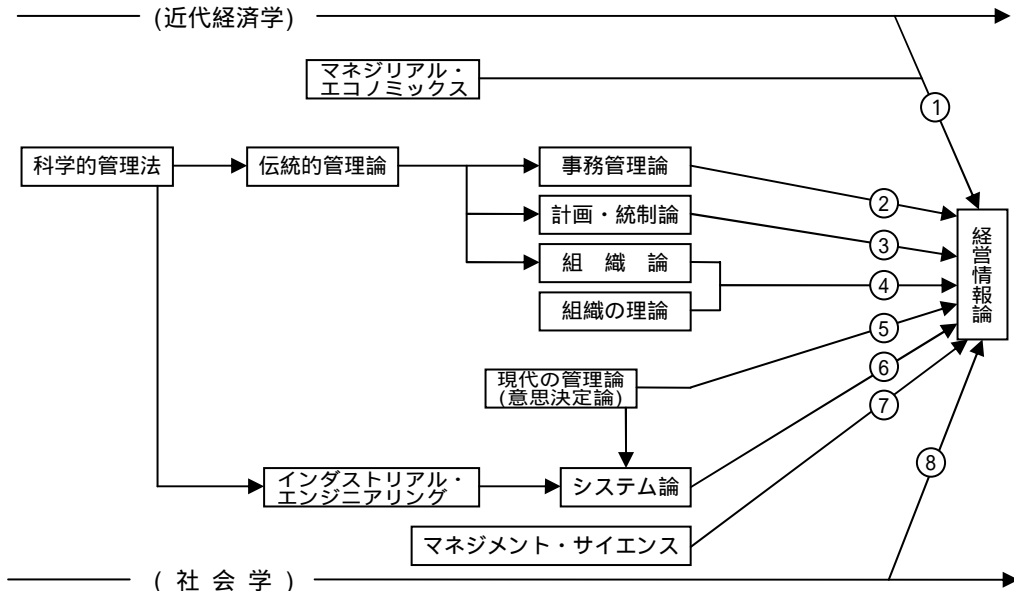 (近代経済学)
マネジリアル・
エコノミックス
①
科学的管理法
伝統的管理論
事務管理論
②
計画・統制論
③
組 織 論
④
組織の理論
経営情報論
⑤
現代の管理論
(意思決定論)
⑥
⑦
⑧
インダストリアル・
エンジニアリング
システム論
マネジメント・サイエンス
( 社 会 学 )